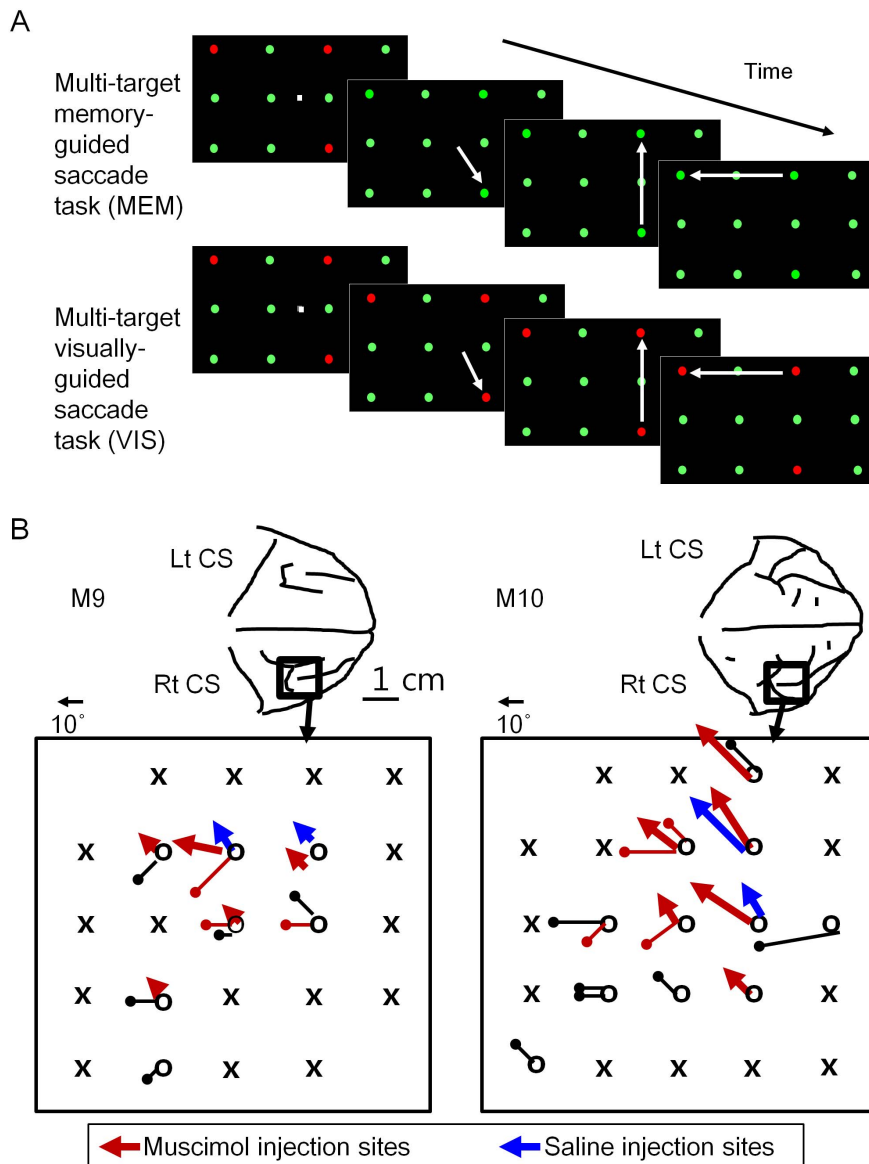 A
Time
Multi-target
memory-
guided
saccade
task (MEM)
Multi-target
visually-
guided
saccade
task (VIS)
B
Lt CS
M9
Rt CS
1 cm
10°
Lt CS
M10
Rt CS
10°
X X X X
X O O O
X X O O X
X O X X X
X O X X
X X O X
X X O O X
X O O O O
X O O O X
O X X X X
Muscimol injection sites
Saline injection sites